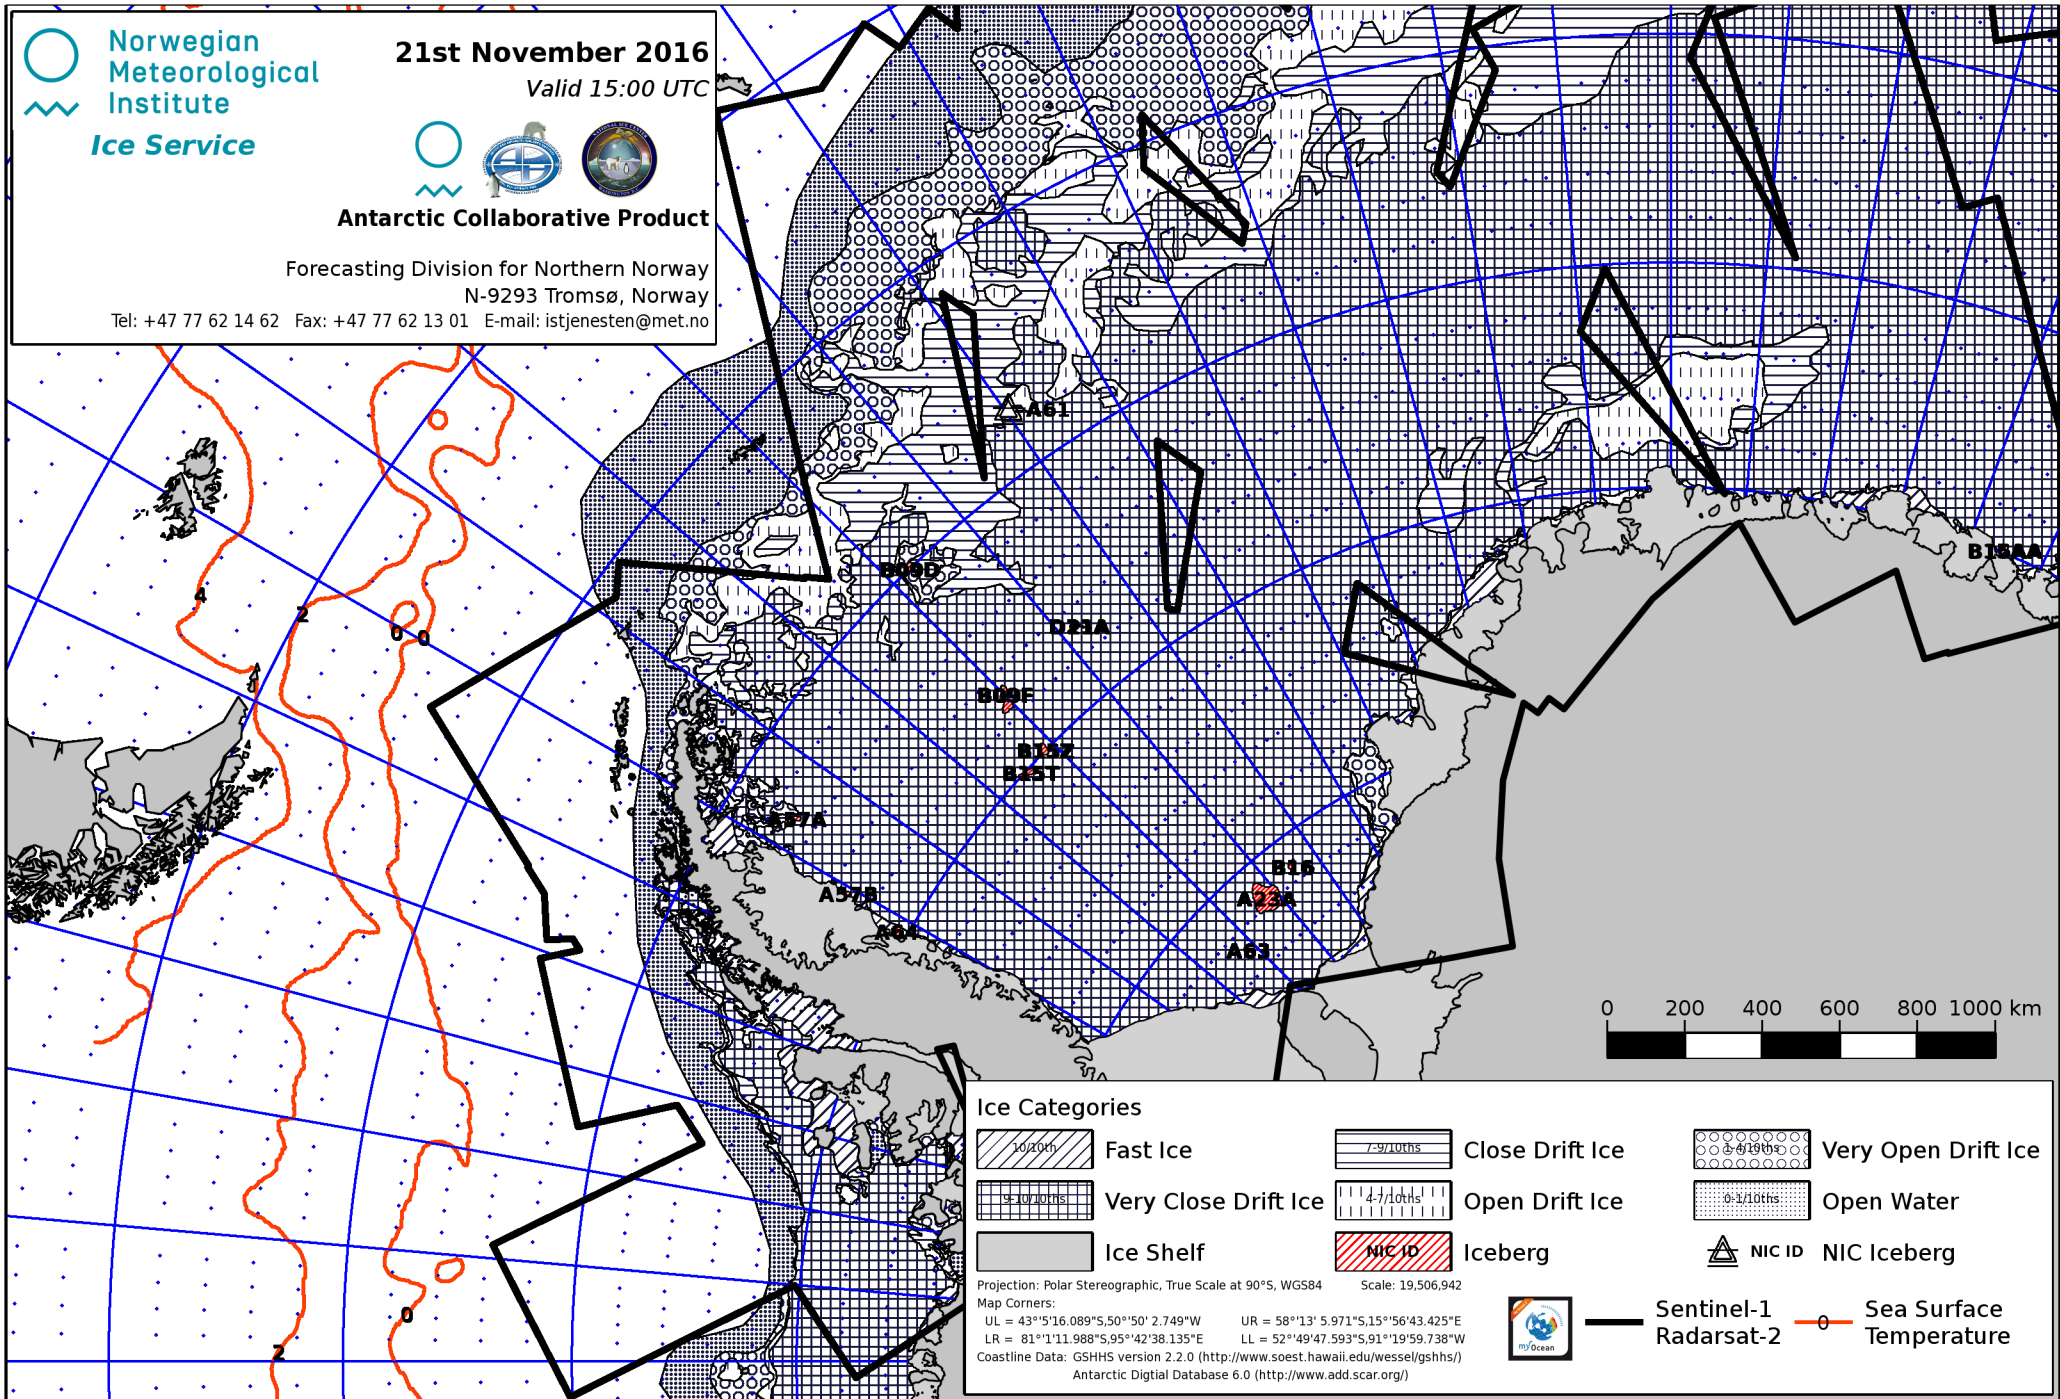 Norwegian
Meteorological
Institute
Ice Service
21st November 2016
Valid 15:00 UTC
Antarctic Collaborative Product
Forecasting Division for Northern Norway
N-9293 Tromsø, Norway
Tel: +47 77 62 14 62 Fax: +47 77 62 13 01 E-mail: istjenesten@met.no
A61
B09D
B15AA
4
2
0
0
D21A
B09F
B15Z
B15T
A57A
B16
A57B
A23A
A64
A63
0
2
0 200 400 600 800 1000 km
Ice Categories
10/10th Fast Ice
7-9/10ths Close Drift Ice
1-4/10ths Very Open Drift Ice
9-10/10ths Very Close Drift Ice
4-7/10ths Open Drift Ice
0-1/10ths Open Water
Ice Shelf
NIC ID Iceberg
NIC ID NIC Iceberg
Projection: Polar Stereographic, True Scale at 90°S, WGS84 Scale: 19,506,942
Map Corners:
UL = 43°'5'16.089"S,50°'50' 2.749"W UR = 58°'13' 5.971"S,15°'56'43.425"E
LR = 81°'1'11.988"S,95°'42'38.135"E LL = 52°'49'47.593"S,91°'19'59.738"W
Coastline Data: GSHHS version 2.2.0 (http://www.soest.hawaii.edu/wessel/gshhs/)
Antarctic Digtial Database 6.0 (http://www.add.scar.org/)
myOcean
Sentinel-1
Radarsat-2
0 Sea Surface
Temperature